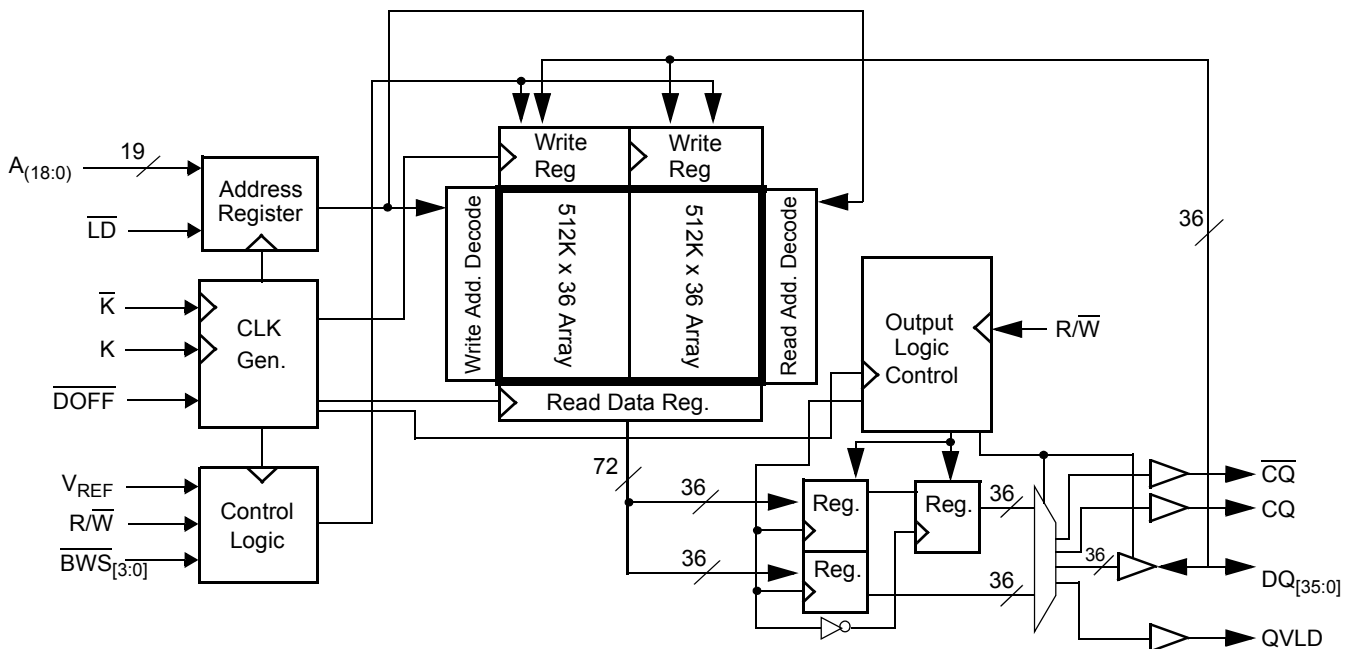 A(18:0)
19
LD
Address
Register
K
K
DOFF
CLK
Gen.
VREF
R/W
BWS[3:0]
Control
Logic
Write
Reg
Write
Reg
Write Add. Decode
512K x 36 Array
512K x 36 Array
Read Add. Decode
Read Data Reg.
Output
Logic
Control
R/W
36
72
36
36
Reg.
Reg.
Reg.
36
36
36
CQ
CQ
DQ[35:0]
QVLD